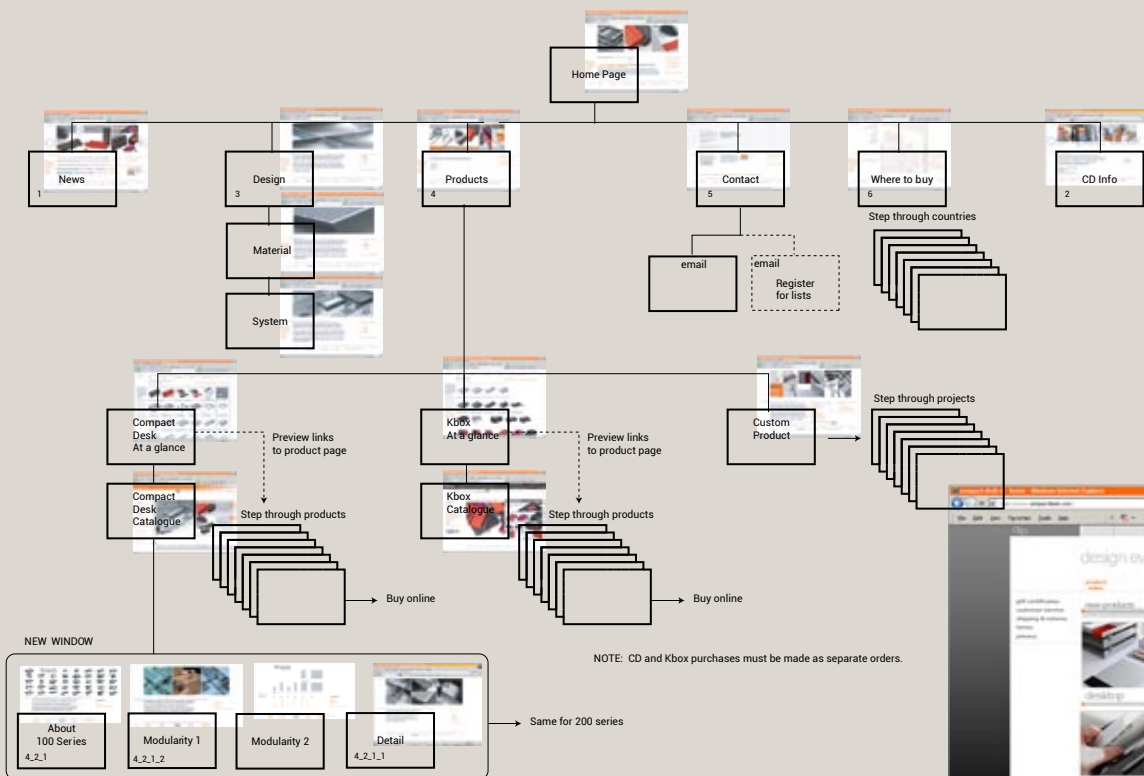 Home Page
News
1
Design
3
Products
4
Contact
5
Where to buy
6
CD Info
2
Material
System
email
email
Register
for lists
Step through countries
Compact
Desk
At a glance
Preview links
to product page
Kbox
At a glance
Preview links
to product page
Custom
Product
Step through projects
Compact
Desk
Catalogue
Step through products
Kbox
Catalogue
Step through products
Buy online
Buy online
NEW WINDOW
NOTE: CD and Kbox purchases must be made as separate orders.
About
100 Series
4_2_1
Modularity 1
4_2_1_2
Modularity 2
Detail
4_2_1_1
Same for 200 series
design
new products
desktop